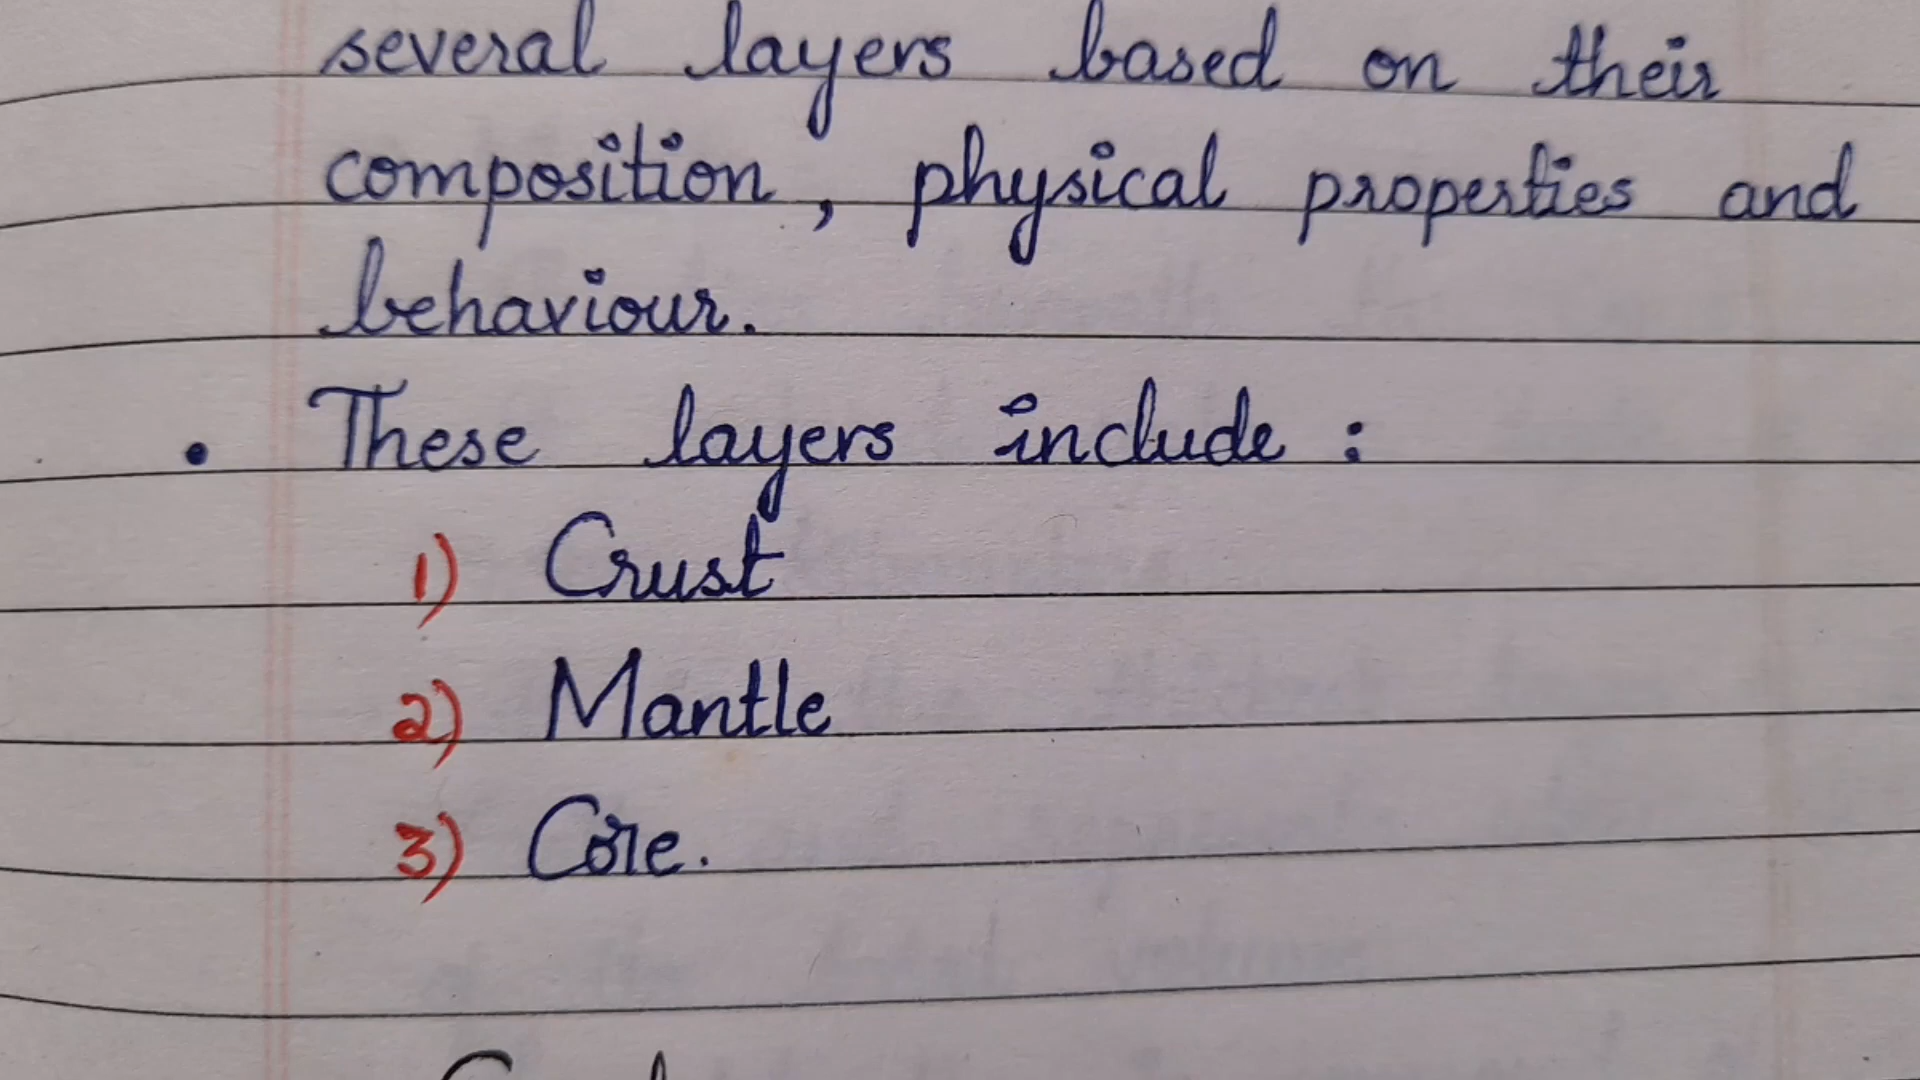 several layers based on their
composition, physical properties and
behaviour.
• These layers include :
1) Crust
2) Mantle
3) Core.